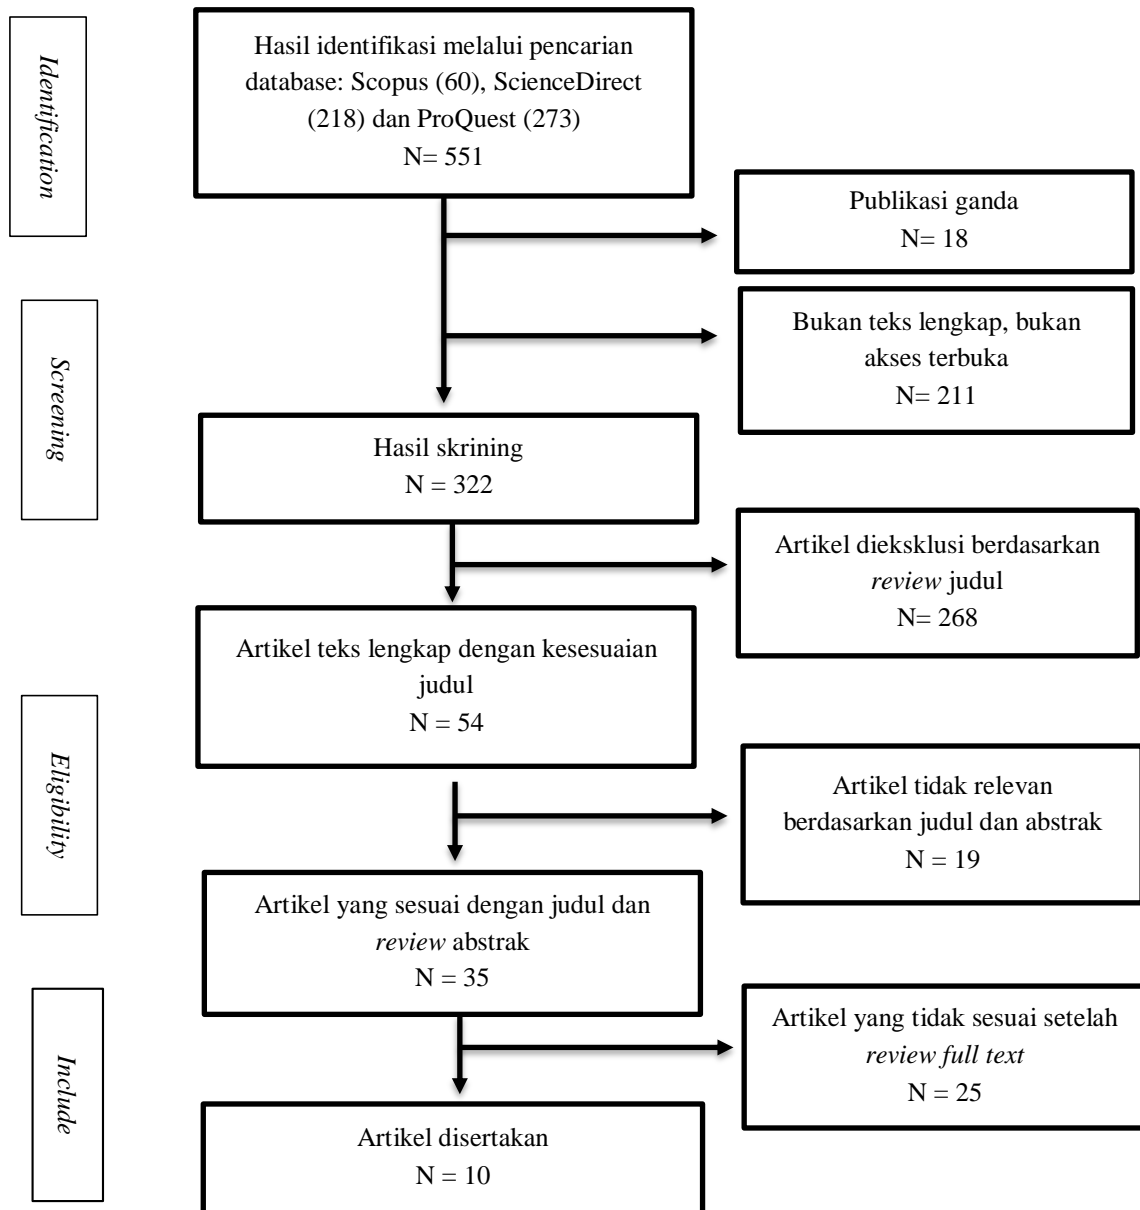 Identification
Hasil identifikasi melalui pencarian
database: Scopus (60), ScienceDirect
(218) dan ProQuest (273)
N= 551
Publikasi ganda
N= 18
Screening
Bukan teks lengkap, bukan
akses terbuka
N= 211
Hasil skrining
N = 322
Artikel dieksklusi berdasarkan
review judul
N= 268
Artikel teks lengkap dengan kesesuaian
judul
N = 54
Eligibility
Artikel tidak relevan
berdasarkan judul dan abstrak
N = 19
Artikel yang sesuai dengan judul dan
review abstrak
N = 35
Include
Artikel yang tidak sesuai setelah
review full text
N = 25
Artikel disertakan
N = 10